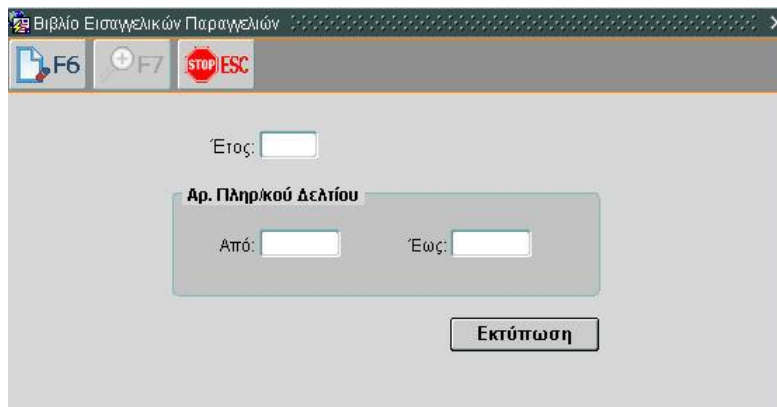 Βιβλίο Εισαγγελικών Παραγγελιών
F6 F7 STOP ESC
Έτος:
Αρ. Πληρ/κού Δελτίου
Από: Έως:
Εκτύπωση